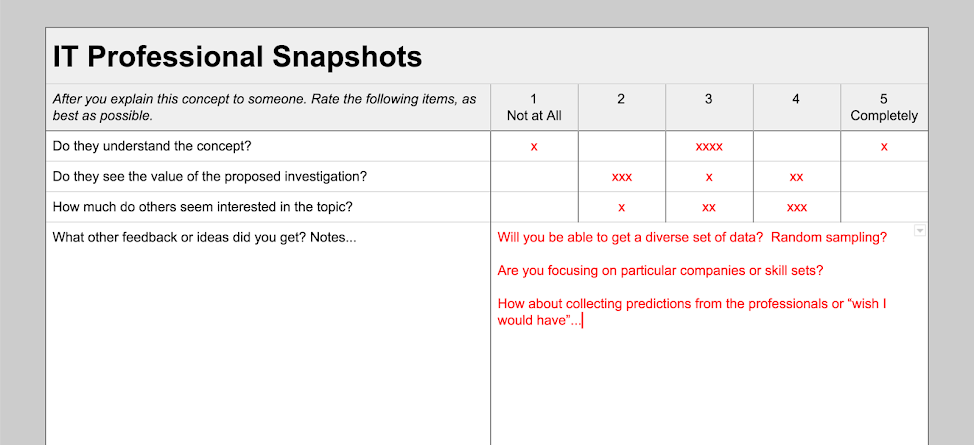 IT Professional Snapshots
After you explain this concept to someone. Rate the following items, as
best as possible.
1
Not at All
2
3
4
5
Completely
Do they understand the concept?
x
xxxx
x
Do they see the value of the proposed investigation?
xxx
x
xx
How much do others seem interested in the topic?
x
xx
xxx
What other feedback or ideas did you get? Notes...
Will you be able to get a diverse set of data?  Random sampling?
Are you focusing on particular companies or skill sets?
How about collecting predictions from the professionals or "wish I
would have"...